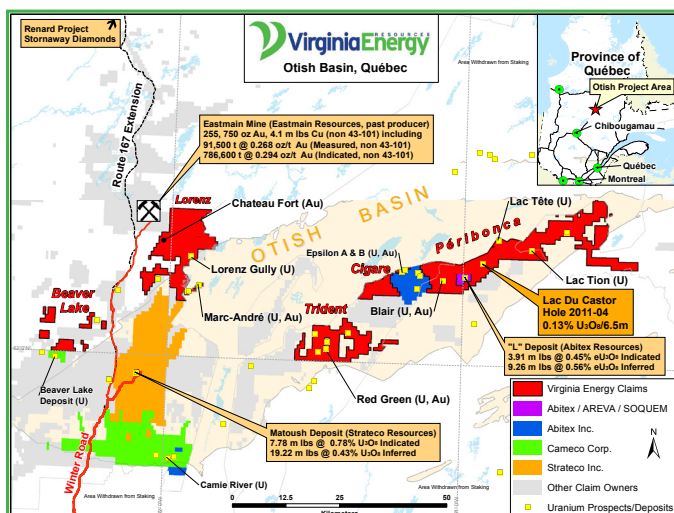 Renard Project
Stornaway Diamonds
RESOURCES
VirginiaEnergy
Otish Basin, Québec
Area Withdrawn from Staking
Province of
Québec
Otish Project Area
Chibougamau
Québec
Montreal
Route 167 Extension
Eastmain Mine (Eastmain Resources, past producer)
255, 750 oz Au, 4.1 m lbs Cu (non 43-101) including
91,500 t @ 0.268 oz/t Au (Measured, non 43-101)
786,600 t @ 0.294 oz/t Au (Indicated, non 43-101)
Lorenz
Chateau Fort (Au)
OTISH BASIN
Lac Tête (U)
Péribonca
Epsilon A & B (U, Au)
Cigare
Lorenz Gully (U)
Lac Tion (U)
Beaver
Lake
Marc-André (U, Au)
Trident
Blair (U, Au)
Lac Du Castor
Hole 2011-04
0.13% U₃O₈/6.5m
"L" Deposit (Abitex Resources)
3.91 m lbs @ 0.45% eU³O⁸ Indicated
9.26 m lbs @ 0.56% eU₃O₈ Inferred
Beaver Lake
Deposit (U)
Red Green (U, Au)
Matoush Deposit (Strateco Resources)
7.78 m lbs @ 0.78% U³O⁸ Indicated
19.22 m lbs @ 0.43% U₃O₈ Inferred
Winter Road
Camie River (U)
Area Withdrawn from Staking
Area Withdrawn from Staking
0 12.5 25 50
Kilometers
Virginia Energy Claims
Abitex / AREVA / SOQUEM
Abitex Inc.
Cameco Corp.
Strateco Inc.
Other Claim Owners
Uranium Prospects/Deposits
N